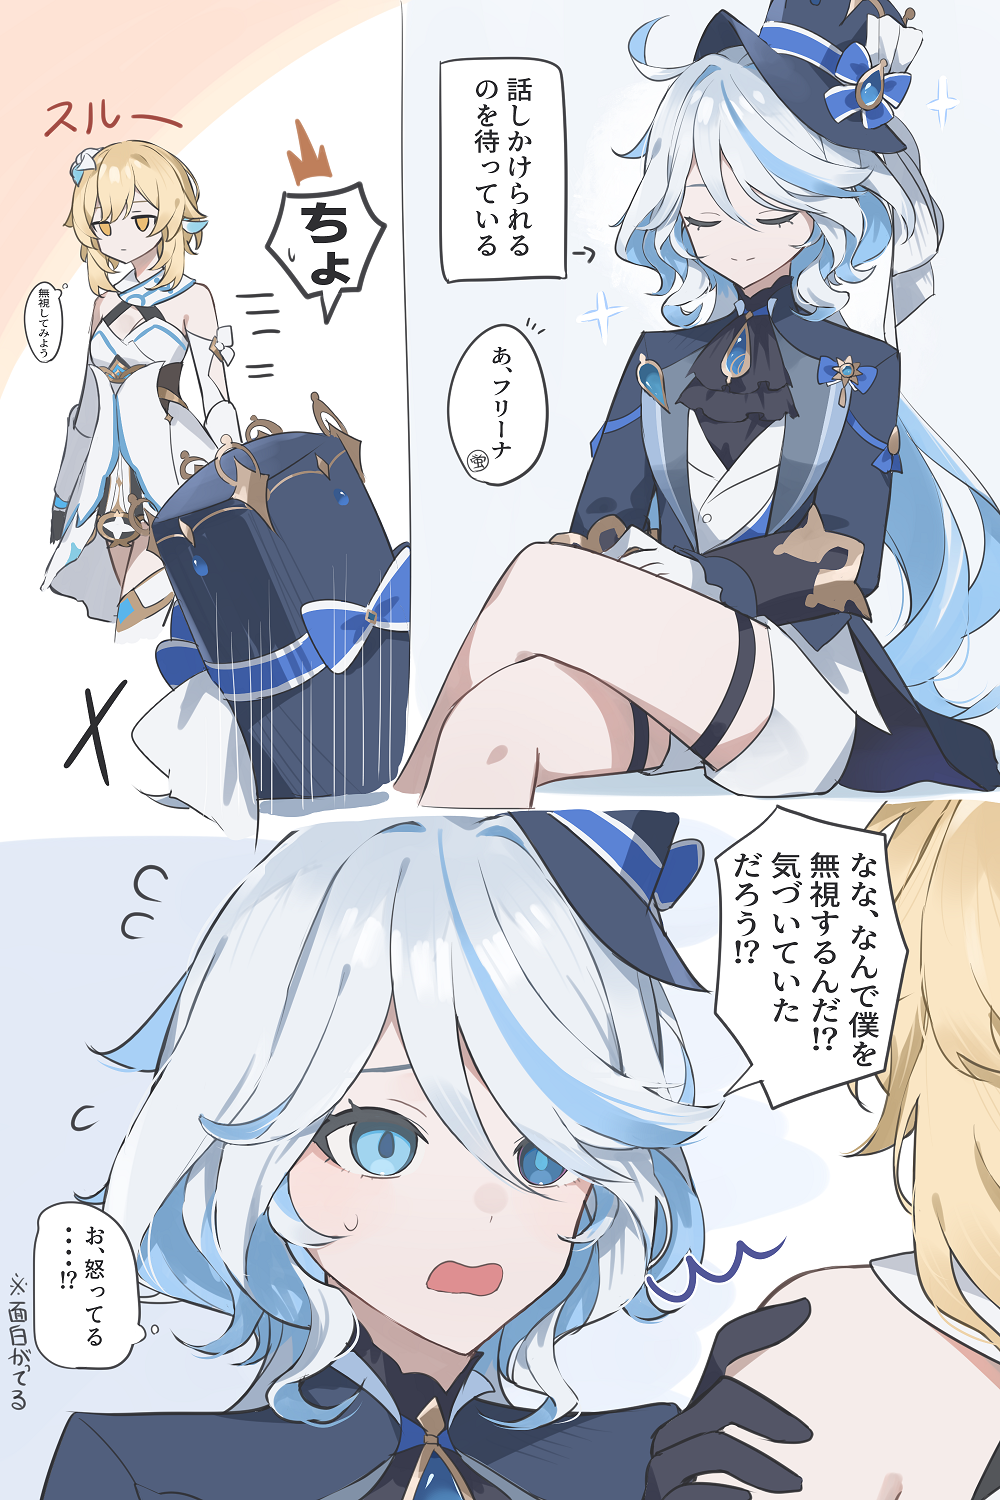 話しかけられる
のを待っている
あ、フリーナ
蛍
スルー
無視してみよう
ちょ
なな、なんで僕を
無視するんだ!?
気づいていた
だろう!?
お、怒ってる
・・・・!?
※面白がってる